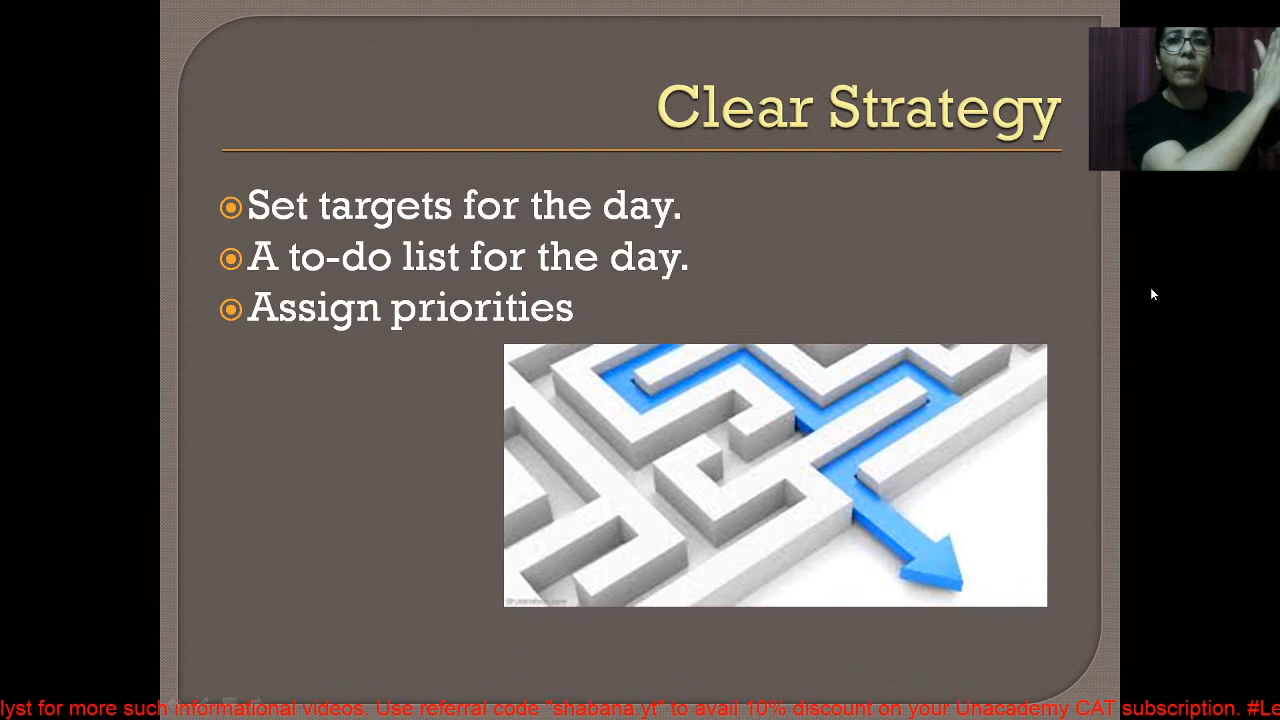 Clear Strategy
Set targets for the day.
A to-do list for the day.
Assign priorities
lyst for more such informational videos. Use referral code "shabana.yt" to avail 10% discount on your Unacademy CAT subscription. #Le